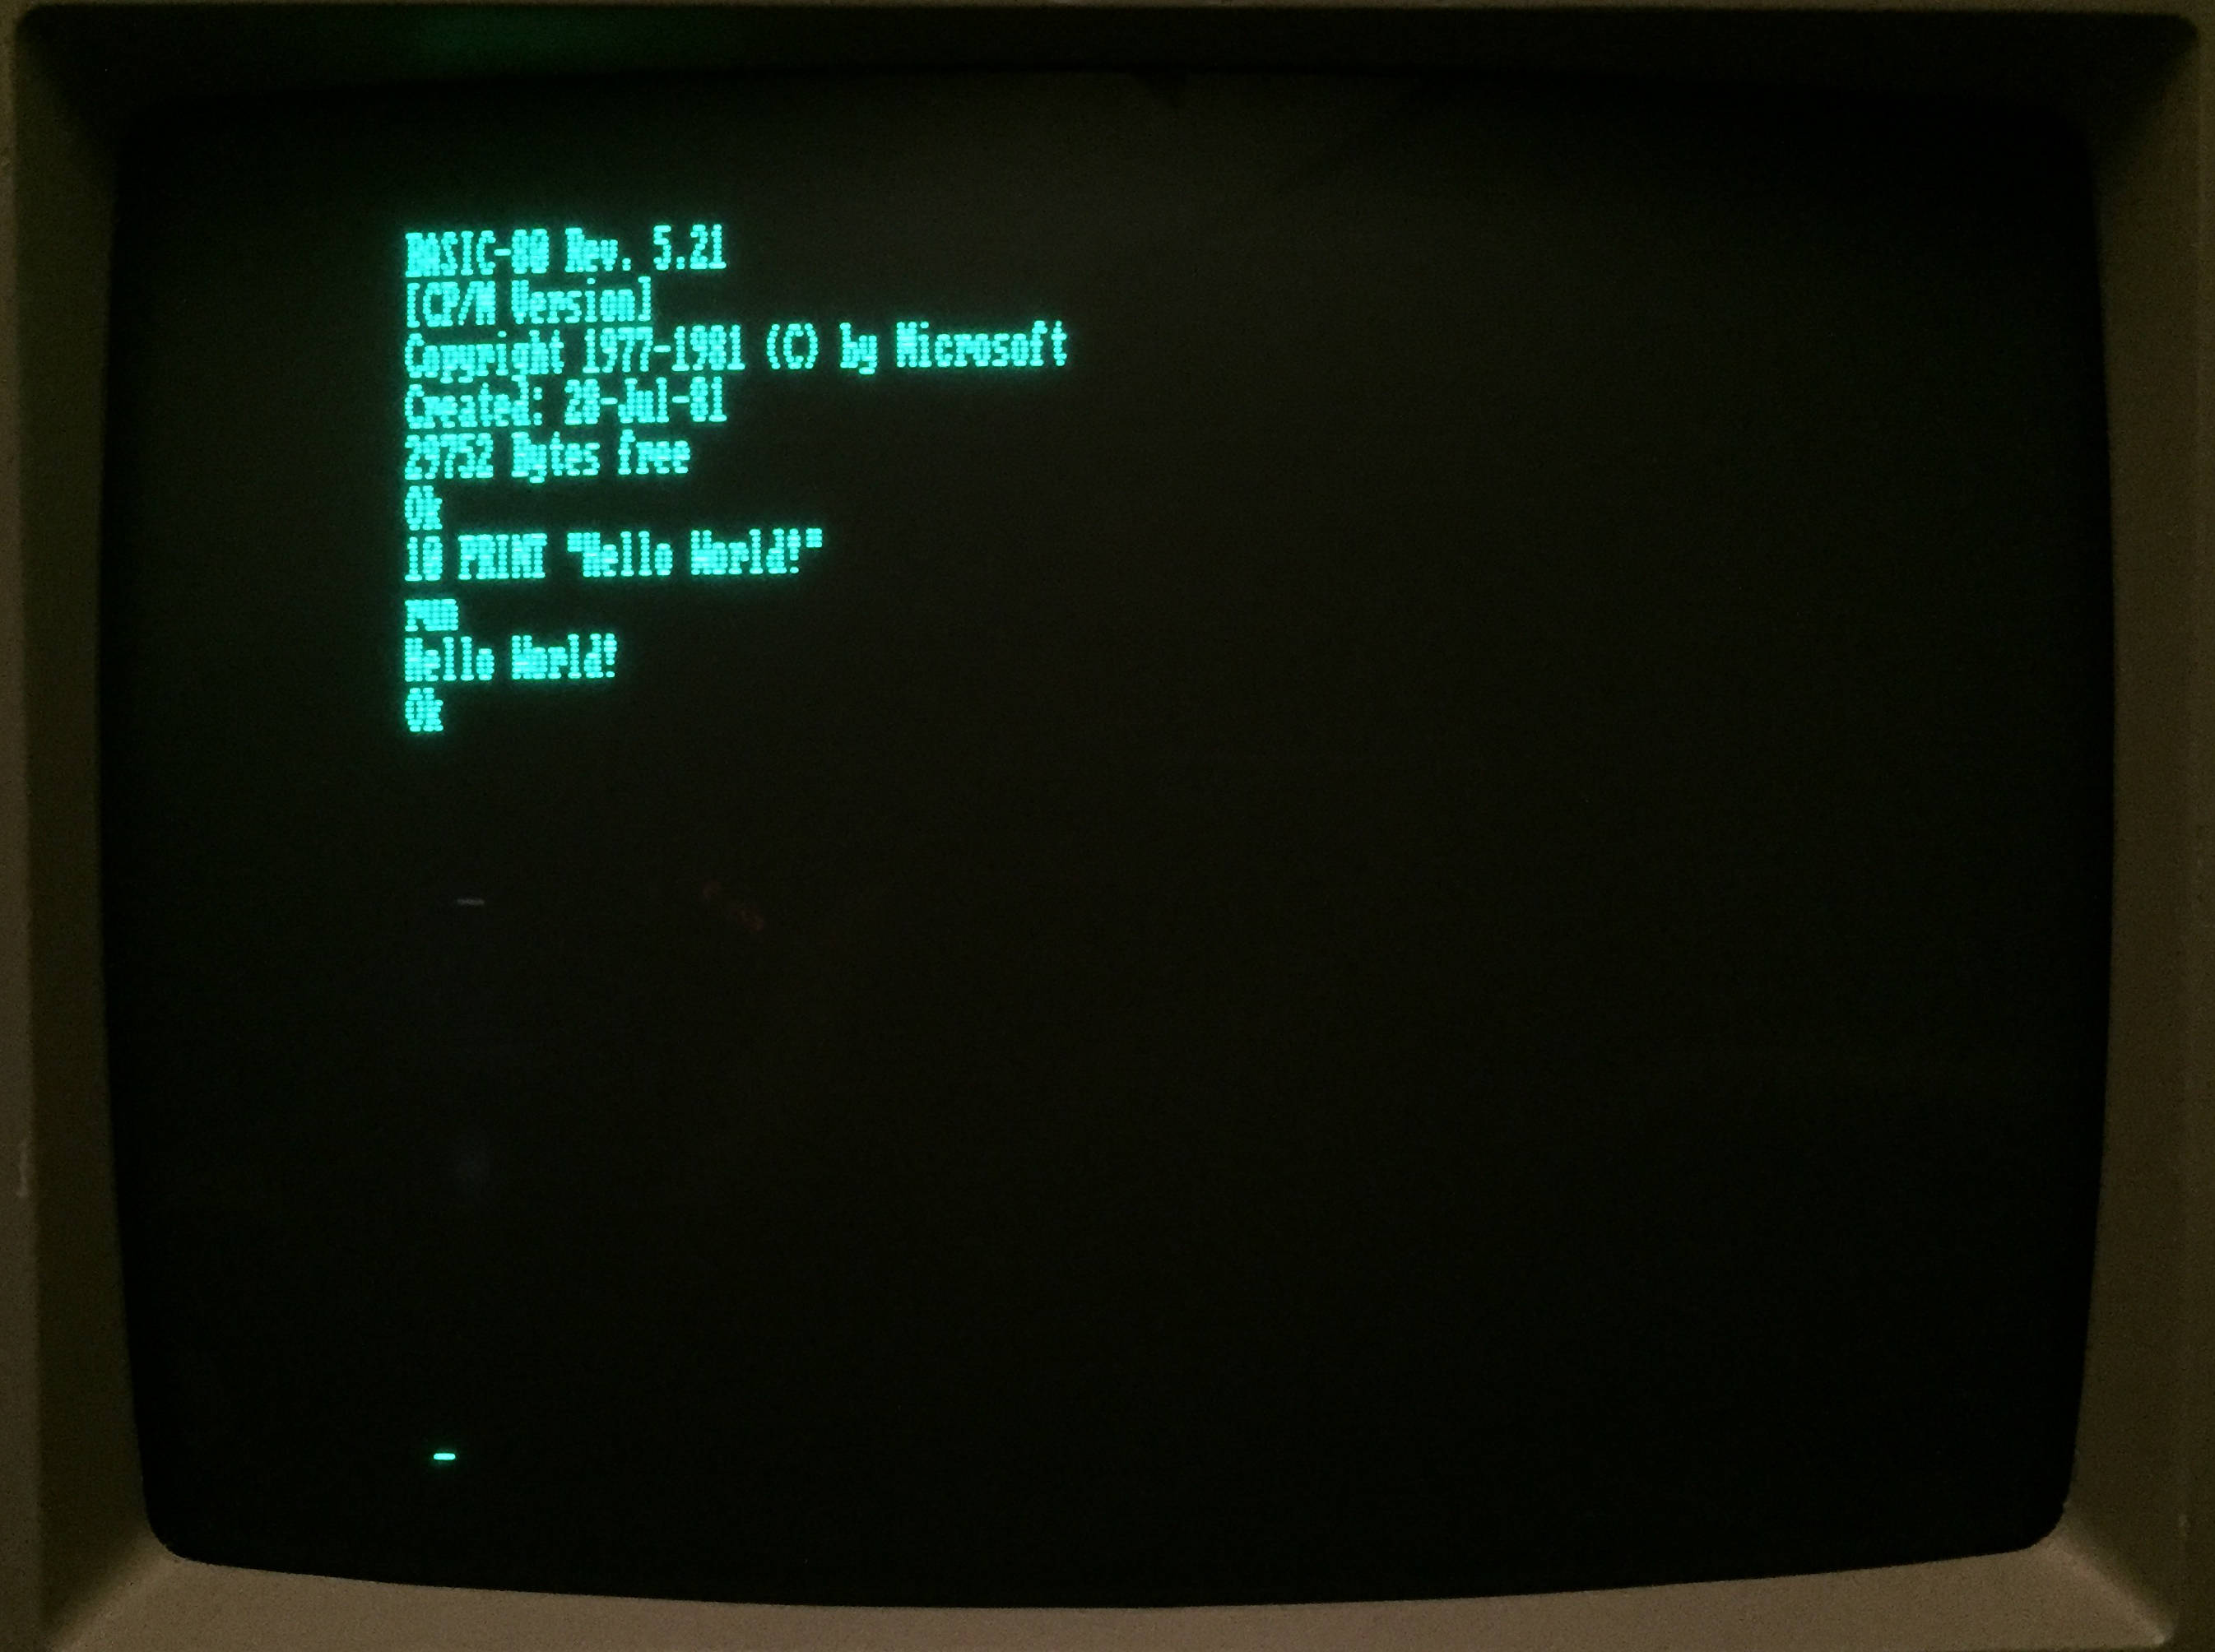 BASIC-80 Rev. 5.21
[CP/M Version]
Copyright 1977-1981 (C) by Microsoft
Created: 28-Jul-81
29752 Bytes free
Ok
10 PRINT "Hello World!"
run
Hello World!
Ok